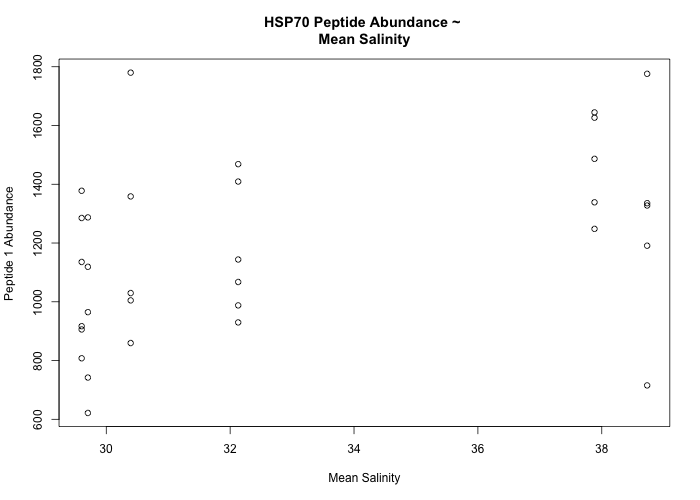 HSP70 Peptide Abundance ~
Mean Salinity
Peptide 1 Abundance
1800
1600
1400
1200
1000
800
600
30 32 34 36 38
Mean Salinity